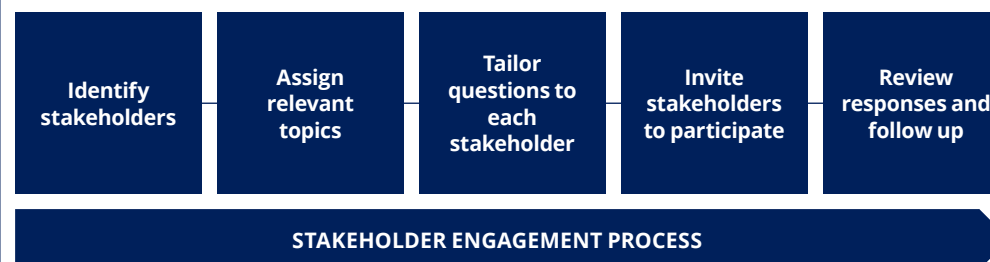 Identify
stakeholders
Assign
relevant
topics
Tailor
questions to
each
stakeholder
Invite
stakeholders
to participate
Review
responses and
follow up
STAKEHOLDER ENGAGEMENT PROCESS